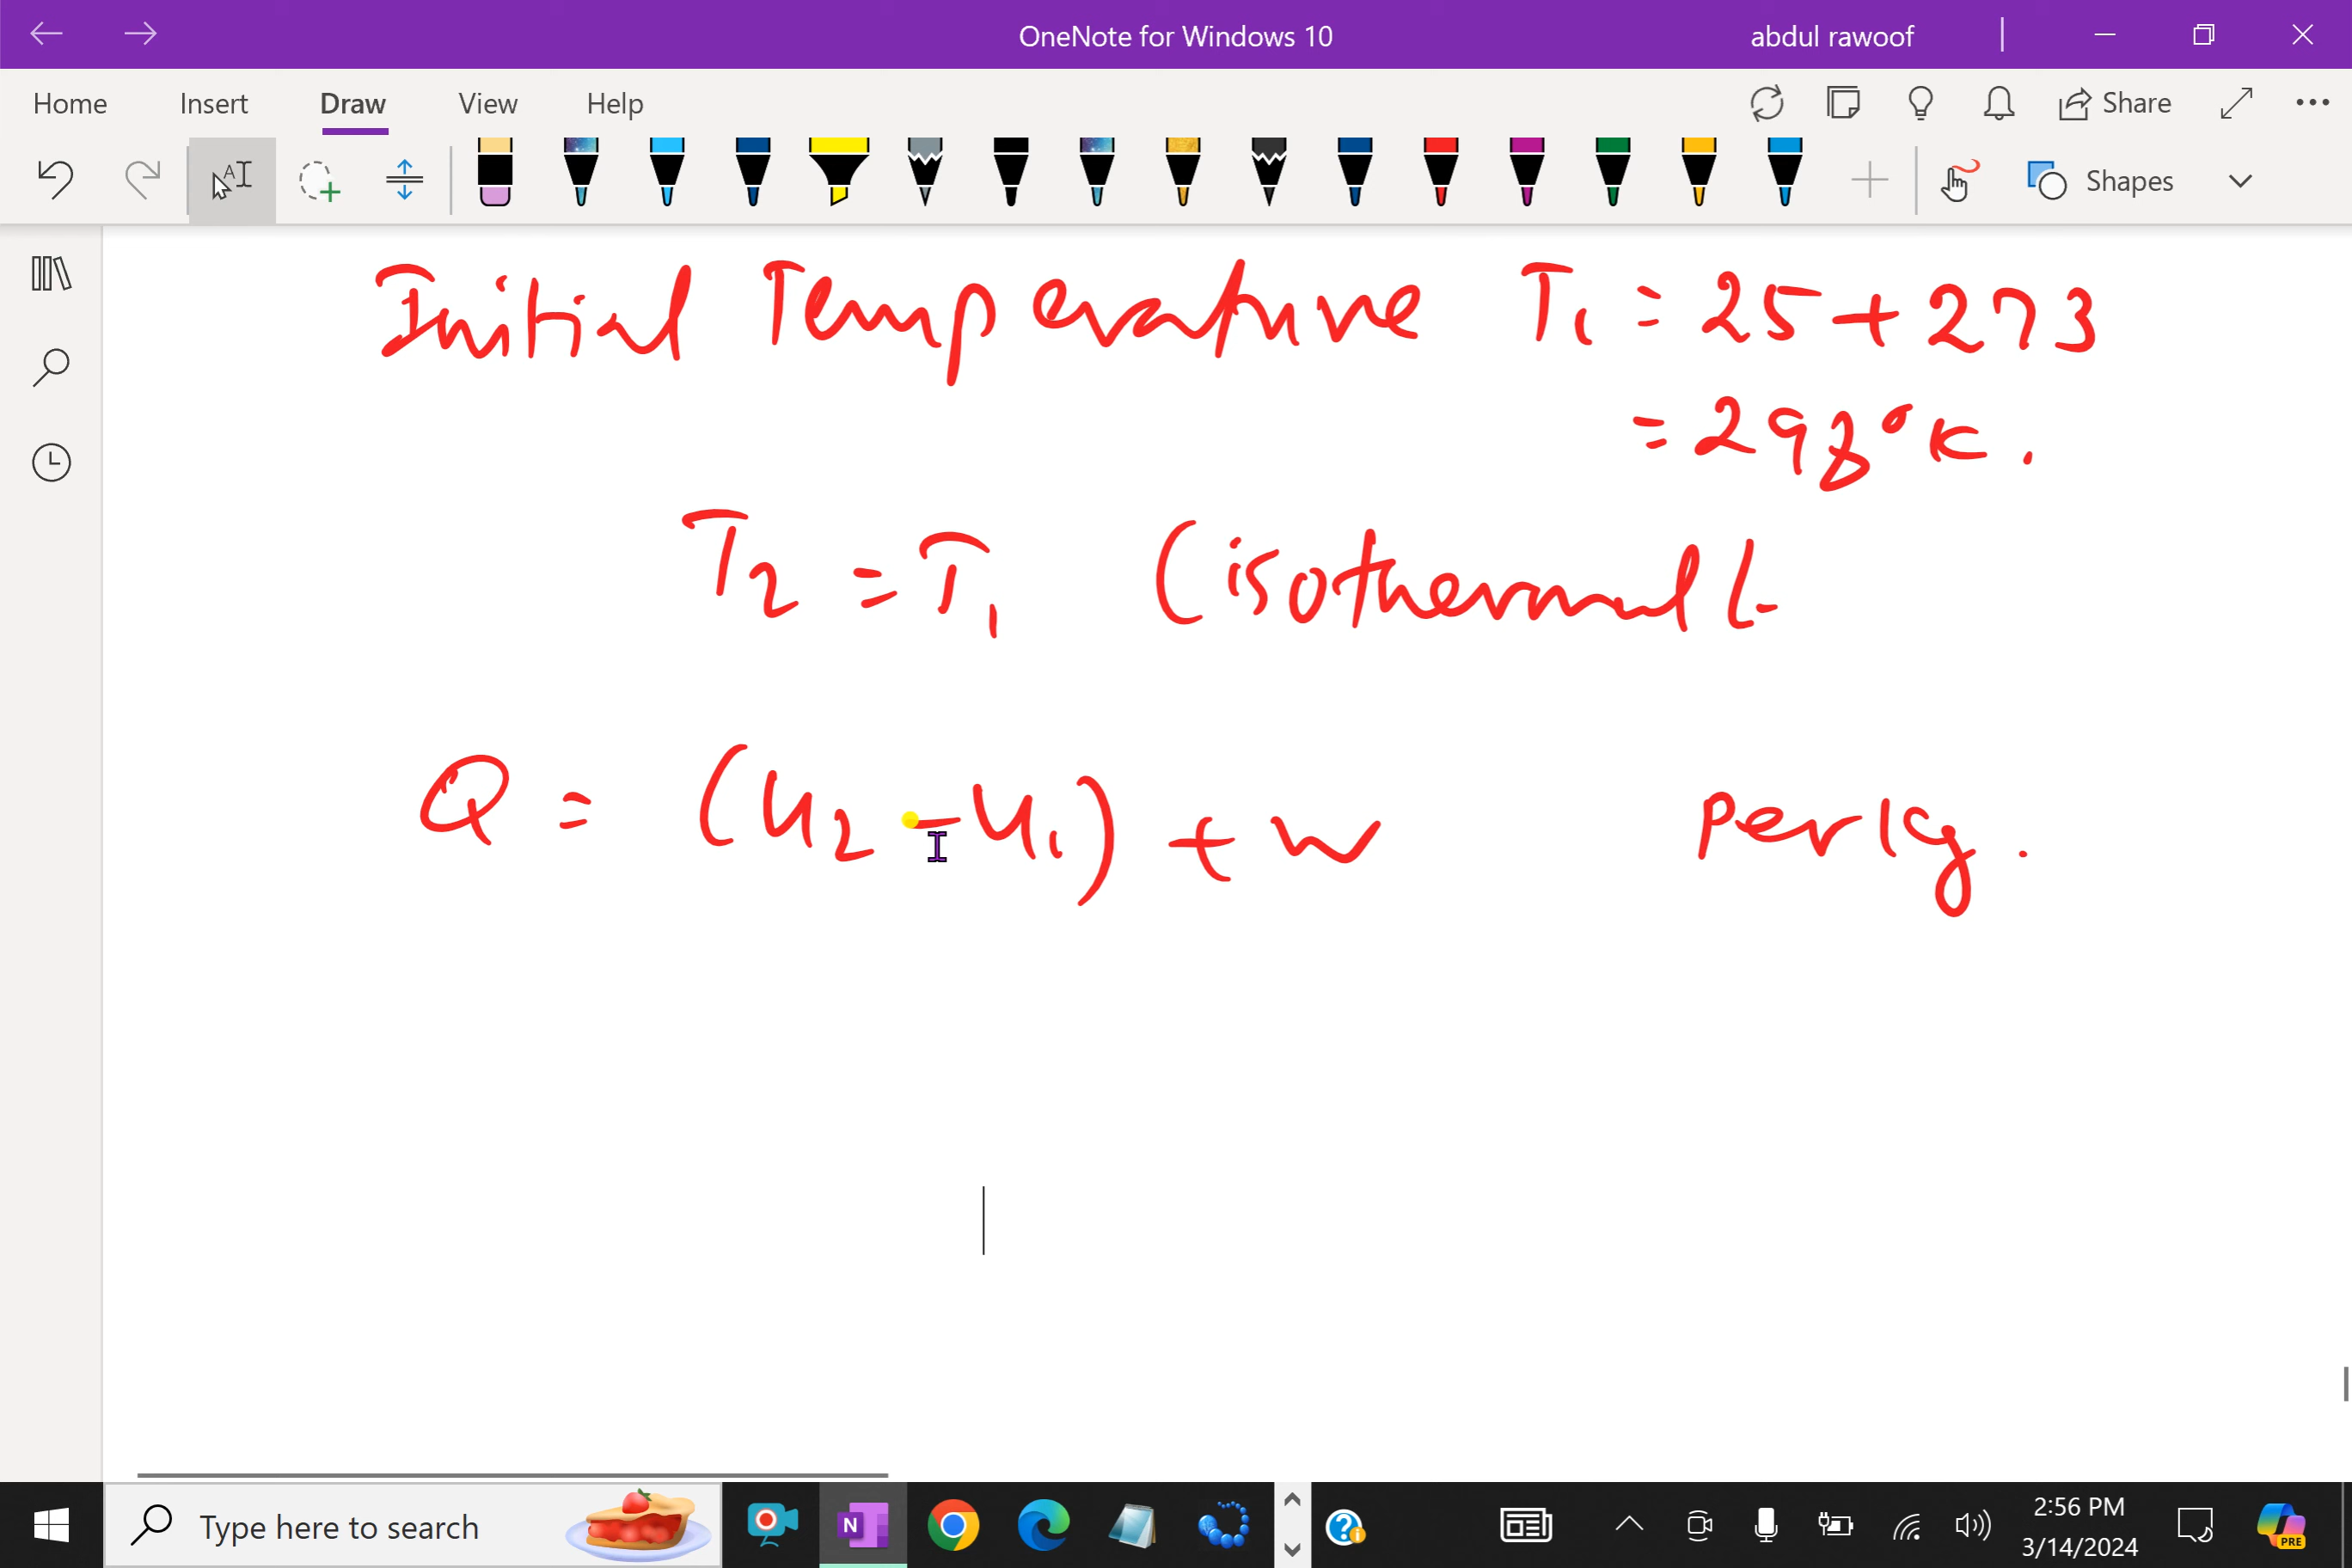 OneNote for Windows 10 abdul rawoof
Home Insert Draw View Help Share
Shapes
Initial Temperature T₁ = 25 + 273
= 298°K.
T₂ = T₁ (isothermal (-
Q = (U₂ - U₁) + W Per kg.
Type here to search
2:56 PM
3/14/2024
PRE